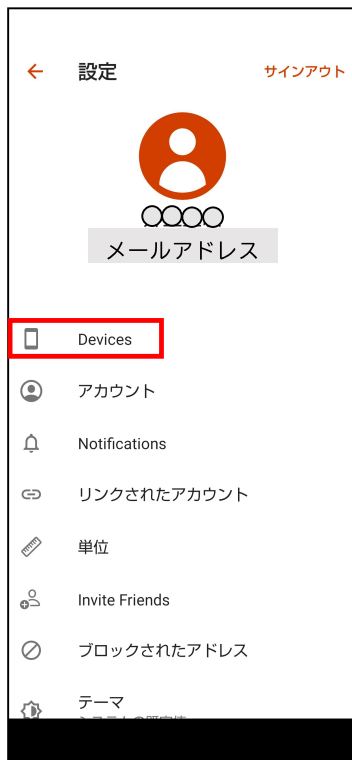 設定
サインアウト
○○○○
メールアドレス
Devices
アカウント
Notifications
リンクされたアカウント
単位
Invite Friends
ブロックされたアドレス
テーマ